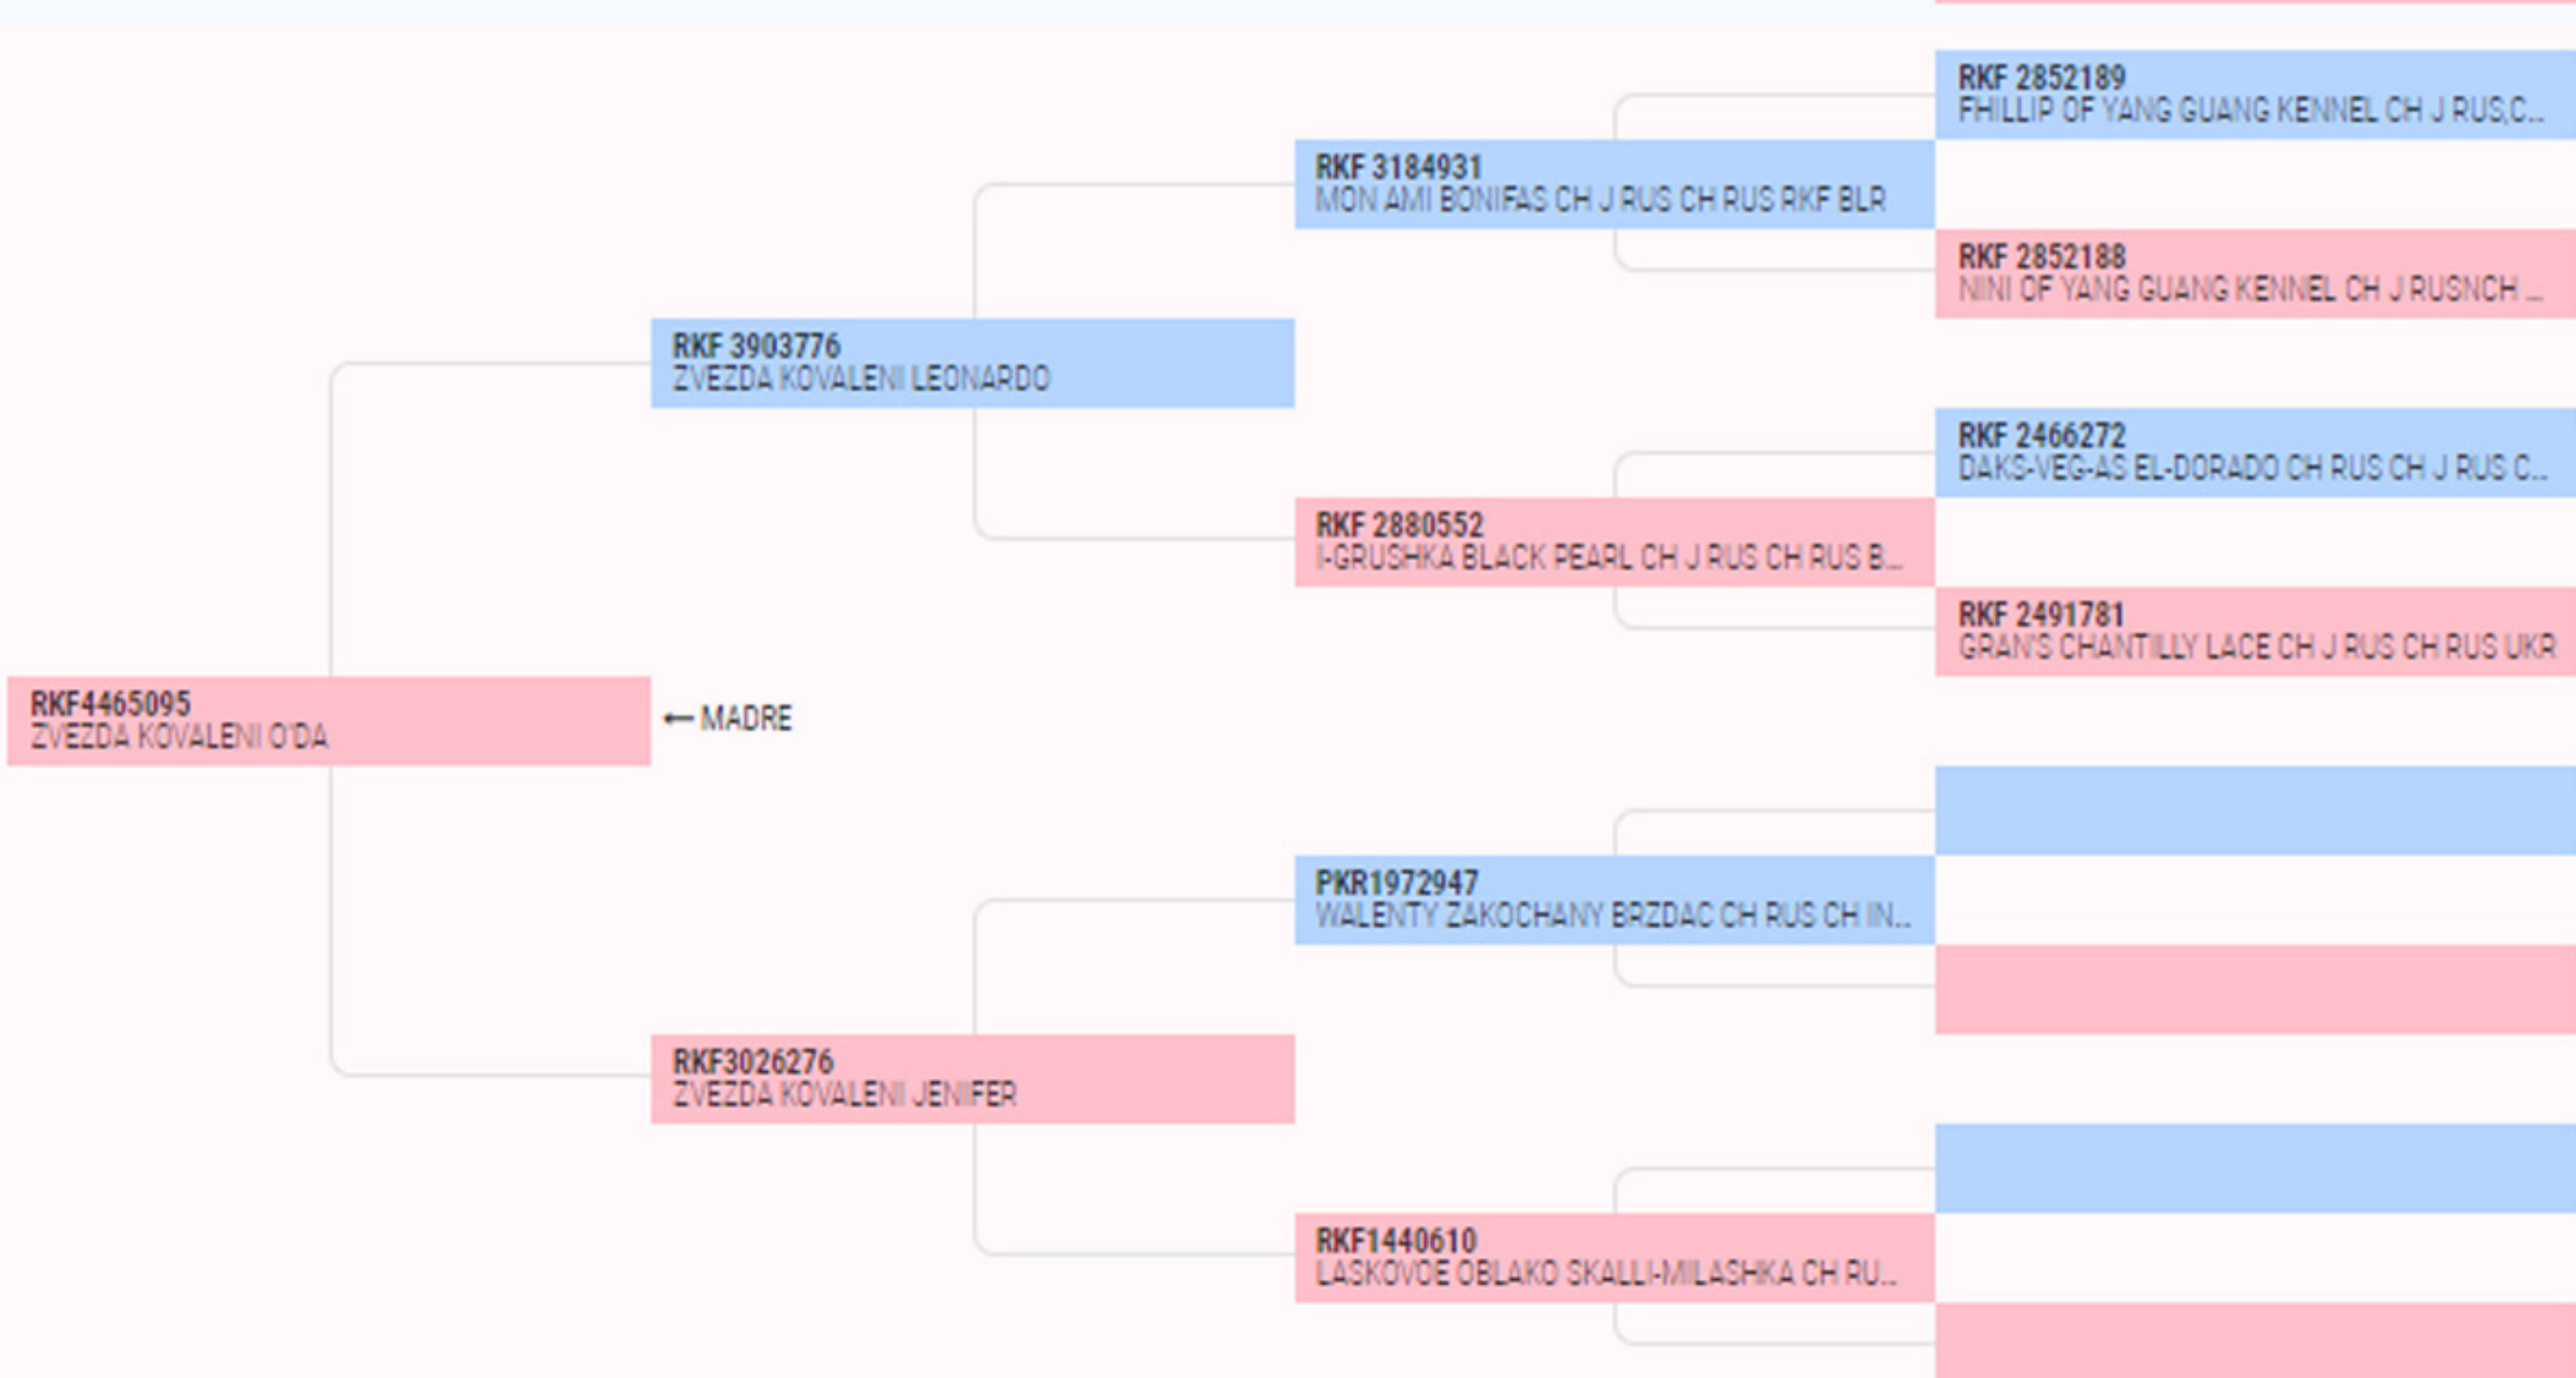 RKF 2852189
FHILLIP OF YANG GUANG KENNEL CH J RUS,C...
RKF 3184931
MON AMI BONIFAS CH J RUS CH RUS RKF BLR
RKF 2852188
NINI OF YANG GUANG KENNEL CH J RUSNCH ...
RKF 3903776
ZVEZDA KOVALENI LEONARDO
RKF 2466272
DAKS-VEG-AS EL-DORADO CH RUS CH J RUS C...
RKF 2880552
I-GRUSHKA BLACK PEARL CH J RUS CH RUS B...
RKF 2491781
GRAN'S CHANTILLY LACE CH J RUS CH RUS UKR
RKF4465095
ZVEZDA KOVALENI O'DA
← MADRE
PKR1972947
WALENTY ZAKOCHANY BRZDAC CH RUS CH IN...
RKF3026276
ZVEZDA KOVALENI JENIFER
RKF1440610
LASKOVOE OBLAKO SKALLI-MILASHKA CH RU...